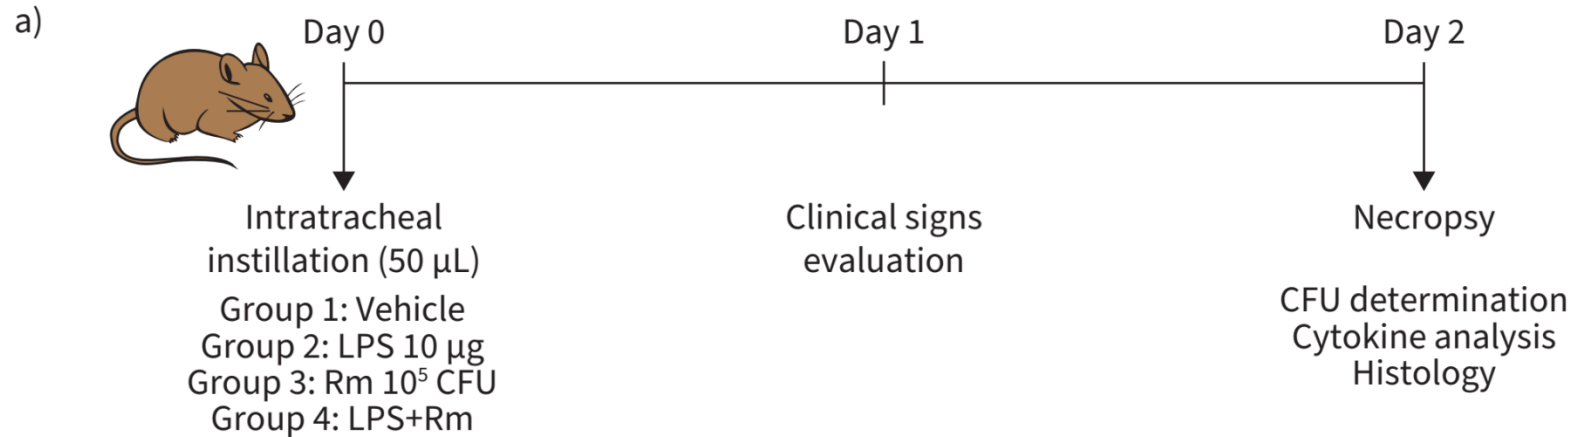 a)
Day 0
Day 1
Day 2
Intratracheal
instillation (50 µL)
Group 1: Vehicle
Group 2: LPS 10 µg
Group 3: Rm 10⁵ CFU
Group 4: LPS+Rm
Clinical signs
evaluation
Necropsy
CFU determination
Cytokine analysis
Histology